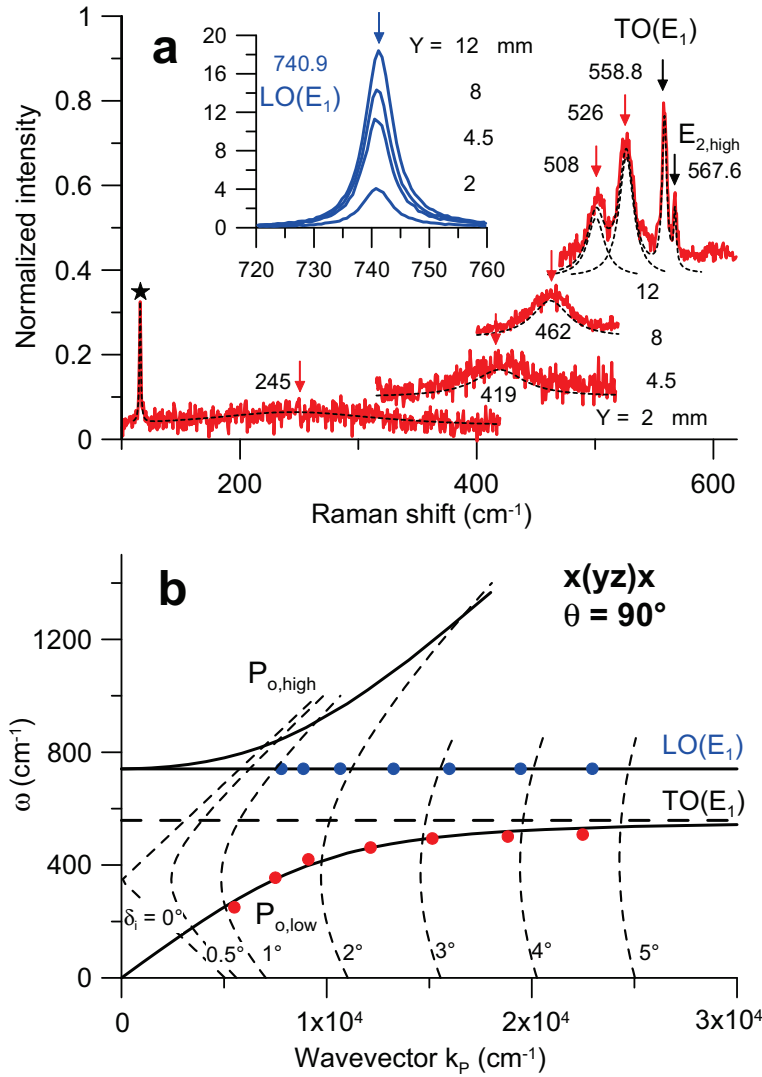 a
Normalized intensity
1
0.8
0.6
0.4
0.2
0
20
16
12
8
4
0
720 730 740 750 760
740.9
LO(E1)
Y = 12 mm
8
4.5
2
TO(E1)
558.8
526
508
E2,high
567.6
★
245
419
462
12
8
4.5
Y = 2 mm
200 400 600
Raman shift (cm-1)
b
x(yz)x
θ = 90°
Po,high
LO(E1)
TO(E1)
Po,low
δi = 0°
0.5°
1°
2°
3°
4°
5°
ω (cm-1)
1200
800
400
0
0 1x10^4 2x10^4 3x10^4
Wavevector kP (cm-1)